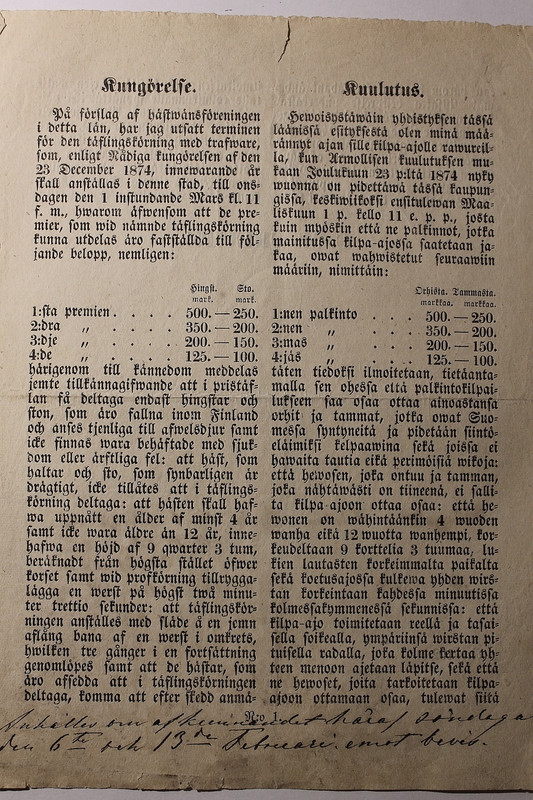 Kungörelse.
På förslag af hästwänsföreningen
i detta län, har jag utsatt terminen
för den täflingskörning med trafware,
som, enligt Nådiga kungörelsen af den
23 December 1874, innewarande år
skall anställas i denne stad, till ons-
dagen den 1 instundande Mars kl. 11
f. m., hwarom äfwensom att de pre-
mier, som wid nämnde täflingskörning
kunna utdelas äro fastställda till föl-
jande belopp, nemligen:
Hingst. Sto.
mark. mark.
1:sta premien . . . . 500. — 250.
2:dra „ . . . . 350. — 200.
3:dje „ . . . . 200. — 150.
4:de „ . . . . 125. — 100.
härigenom till kännedom meddelas
jemte tillkännagifwande att i pristäf-
lan få deltaga endast hingstar och
ston, som äro fallna inom Finland
och anses tjenliga till afwelsdjur samt
icke finnas wara behäftade med sjuk-
dom eller ärftliga fel: att häst, som
haltar och sto, som synbarligen är
drägtigt, icke tillåtes att i täflings-
körning deltaga: att hästen skall haf-
wa uppnått en ålder af minst 4 år
samt icke wara äldre än 12 år, inne-
hafwa en höjd af 9 qwarter 3 tum,
beräknadt från högsta stället öfwer
korset samt wid profkörning tillrygga-
lägga en werst på högst twå minu-
ter trettio sekunder: att täflingskör-
ningen anställes med släde å en jemn
aflång bana af en werst i omkrets,
hwilken tre gånger i en fortsättning
genomlöpes samt att de hästar, som
äro afsedda att i täflingskörningen
deltaga, komma att efter skedd anmä-
Kuulutus.
Hewoisystäwäin yhdistyksen tässä
läänissä esityksestä olen minä mää-
rännyt ajan sille kilpa-ajolle rawureil-
la, kun Armollisen kuulutuksen mu-
kaan Joulukuun 23 p:ltä 1874 nyky
wuonna on pidettäwä tässä kaupun-
gissa, keskiwiikoksi ensitulewan Maa-
liskuun 1 p. kello 11 e. p. p., josta
kuin myöskin että ne palkinnot, jotka
mainitussa kilpa-ajossa saatetaan ja-
kaa, owat wahwistetut seuraawiin
määriin, nimittäin:
Orhista. Tammasta.
markkaa. markkaa.
1:nen palkinto . . . 500. — 250.
2:nen „ . . . 350. — 200.
3:mas „ . . . 200. — 150.
4:jäs „ . . . 125. — 100.
täten tiedoksi ilmoitetaan, tietäanta-
malla sen ohessa että palkintokilpai-
lukseen saa osaa ottaa ainoastansa
orhit ja tammat, jotka owat Suo-
messa syntyneitä ja pidetään siintö-
eläimiksi kelpaawina sekä joissa ei
hawaita tautia eikä perimöisiä wikoja:
että hewosen, joka ontuu ja tamman,
joka nähtäwästi on tiineenä, ei salli-
ta kilpa-ajoon ottaa osaa: että he-
wonen on wähintäänkin 4 wuoden
wanha eikä 12 wuotta wanhempi, kor-
keudeltaan 9 korttelia 3 tuumaa, lu-
kien lautasten korkeimmalta paikalta
sekä koetusajossa kulkewa yhden wirs-
tan korkeintaan kahdessa minuutissa
kolmessakymmenessä sekunnissa: että
kilpa-ajo toimitetaan reellä ja tasai-
sella soikealla, ympäriinsä wirstan pi-
tuisella radalla, joka kolme kertaa yh-
teen menoon ajetaan läpitse, sekä että
ne hewoset, joita tarkoitetaan kilpa-
ajoon ottamaan osaa, tulewat siitä
Anhålles om afkunnandet häraf söndagarne
den 6te och 13de Februari emot bevis.